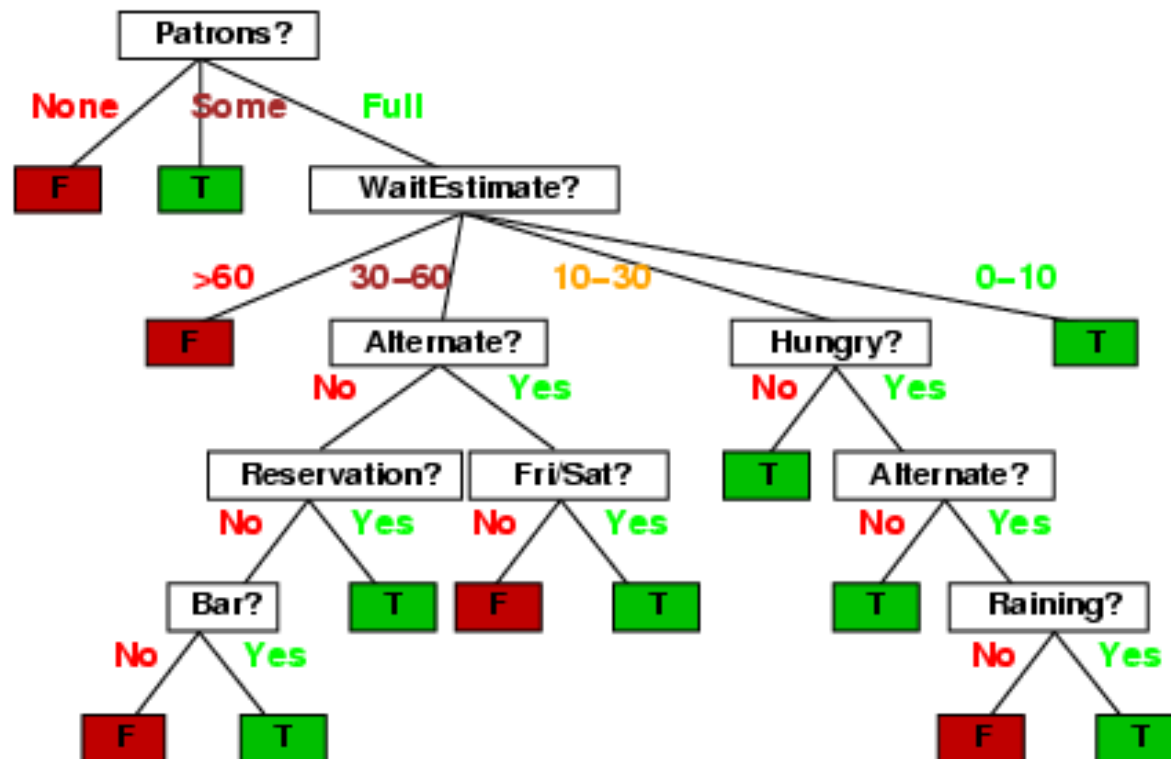 Patrons?
None Some Full
F T WaitEstimate?
>60 30–60 10–30 0–10
F Alternate? Hungry? T
No Yes No Yes
Reservation? Fri/Sat? T Alternate?
No Yes No Yes No Yes
Bar? T F T T Raining?
No Yes No Yes
F T F T